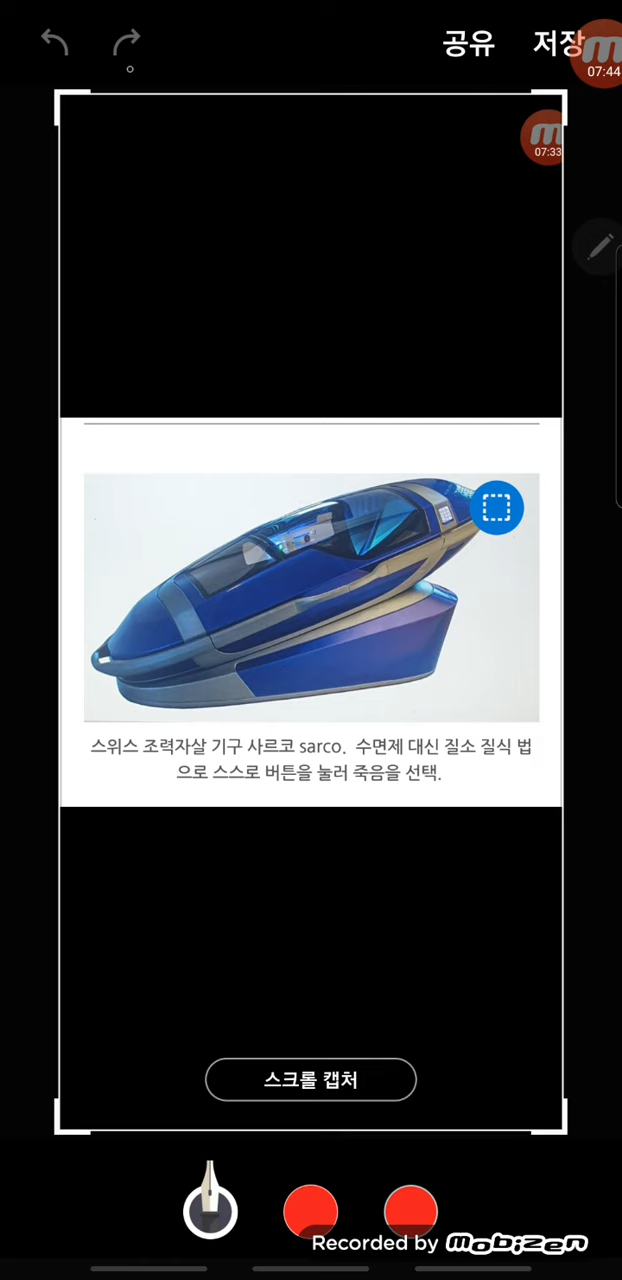 공유 저장
07:44
07:33
스위스 조력자살 기구 사르코 sarco. 수면제 대신 질소 질식 법
으로 스스로 버튼을 눌러 죽음을 선택.
스크롤 캡처
Recorded by mobizen